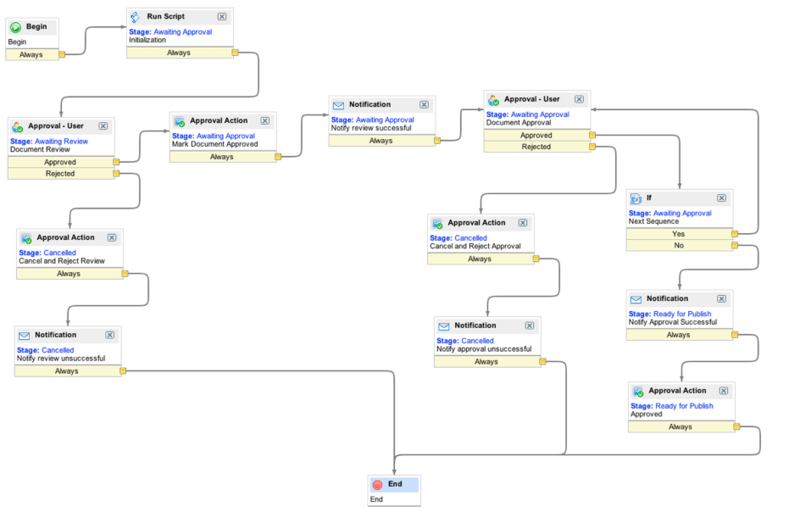 Begin
Begin
Always
Run Script
Stage: Awaiting Approval
Initialization
Always
Approval - User
Stage: Awaiting Review
Document Review
Approved
Rejected
Approval Action
Stage: Awaiting Approval
Mark Document Approved
Always
Notification
Stage: Awaiting Approval
Notify review successful
Always
Approval - User
Stage: Awaiting Approval
Document Approval
Approved
Rejected
If
Stage: Awaiting Approval
Next Sequence
Yes
No
Approval Action
Stage: Cancelled
Cancel and Reject Review
Always
Approval Action
Stage: Cancelled
Cancel and Reject Approval
Always
Notification
Stage: Ready for Publish
Notify Approval Successful
Always
Notification
Stage: Cancelled
Notify review unsuccessful
Always
Notification
Stage: Cancelled
Notify approval unsuccessful
Always
Approval Action
Stage: Ready for Publish
Approved
Always
End
End